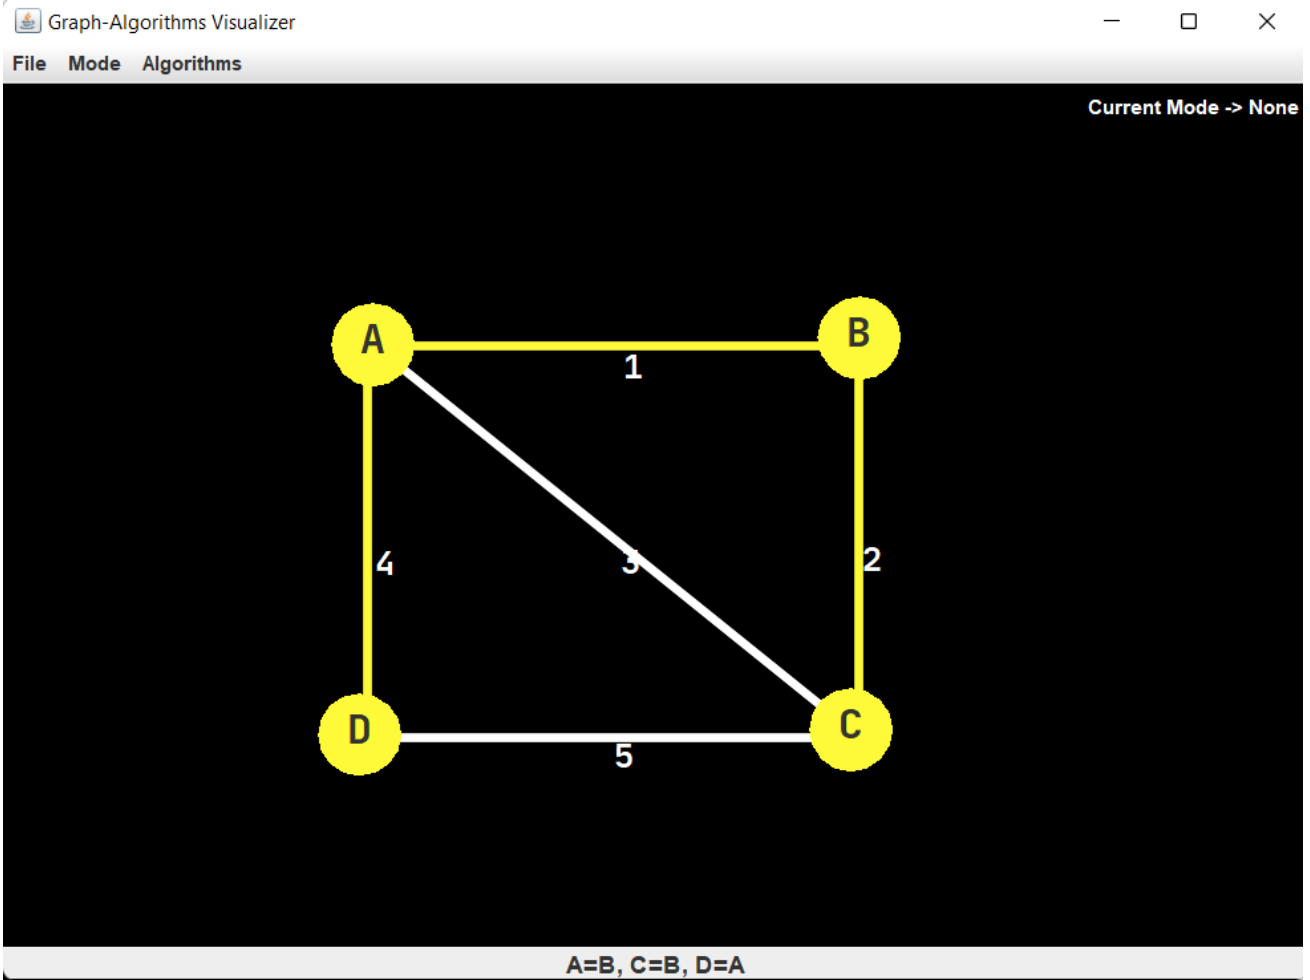 Graph-Algorithms Visualizer
File Mode Algorithms
Current Mode -> None
A
B
1
4
3
2
D
C
5
A=B, C=B, D=A